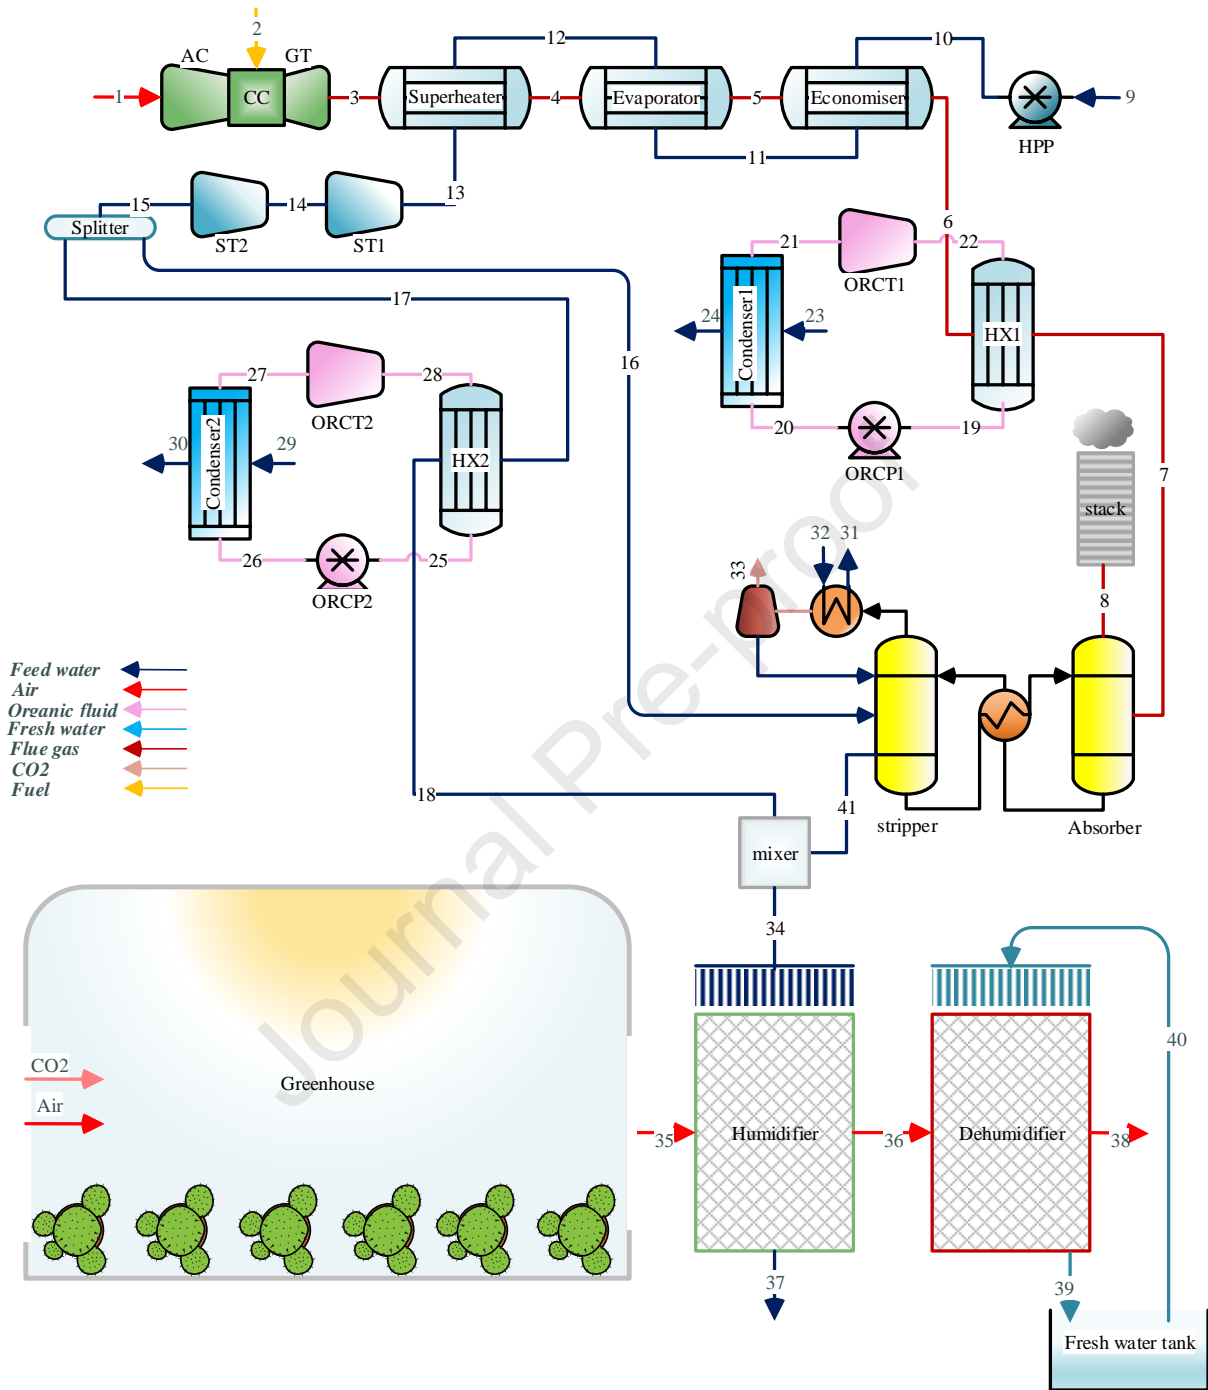 2
AC
GT
12
10
1
CC
3
Superheater
4
Evaporator
5
Economiser
9
HPP
11
13
15
14
Splitter
ST2
ST1
6
21
22
ORCT1
17
24
23
Condenser1
HX1
16
27
28
ORCT2
20
19
ORCP1
30
29
Condenser2
HX2
7
stack
26
25
ORCP2
32
31
33
8
Feed water
Air
Organic fluid
Fresh water
Flue gas
CO2
Fuel
18
41
stripper
Absorber
mixer
34
40
CO2
Air
Greenhouse
35
Humidifier
36
Dehumidifier
38
37
39
Fresh water tank
Journal Pre-proof